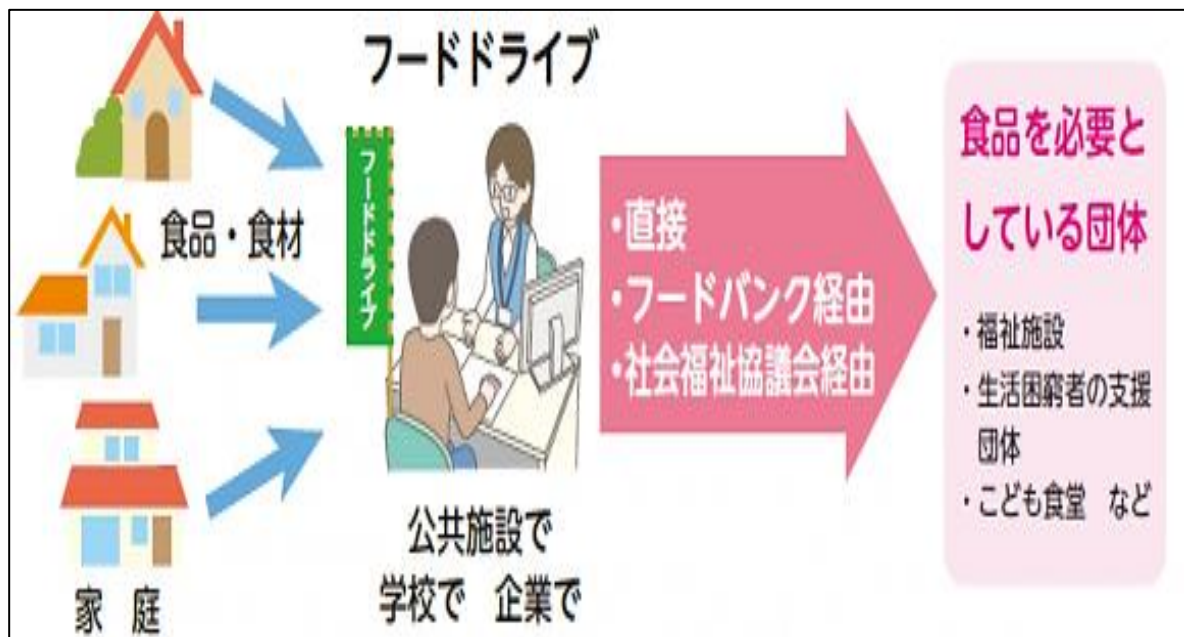 フードドライブ
食品・食材
フードドライブ
家 庭
公共施設で
学校で 企業で
・直接
・フードバンク経由
・社会福祉協議会経由
食品を必要と
している団体
・福祉施設
・生活困窮者の支援
団体
・こども食堂 など